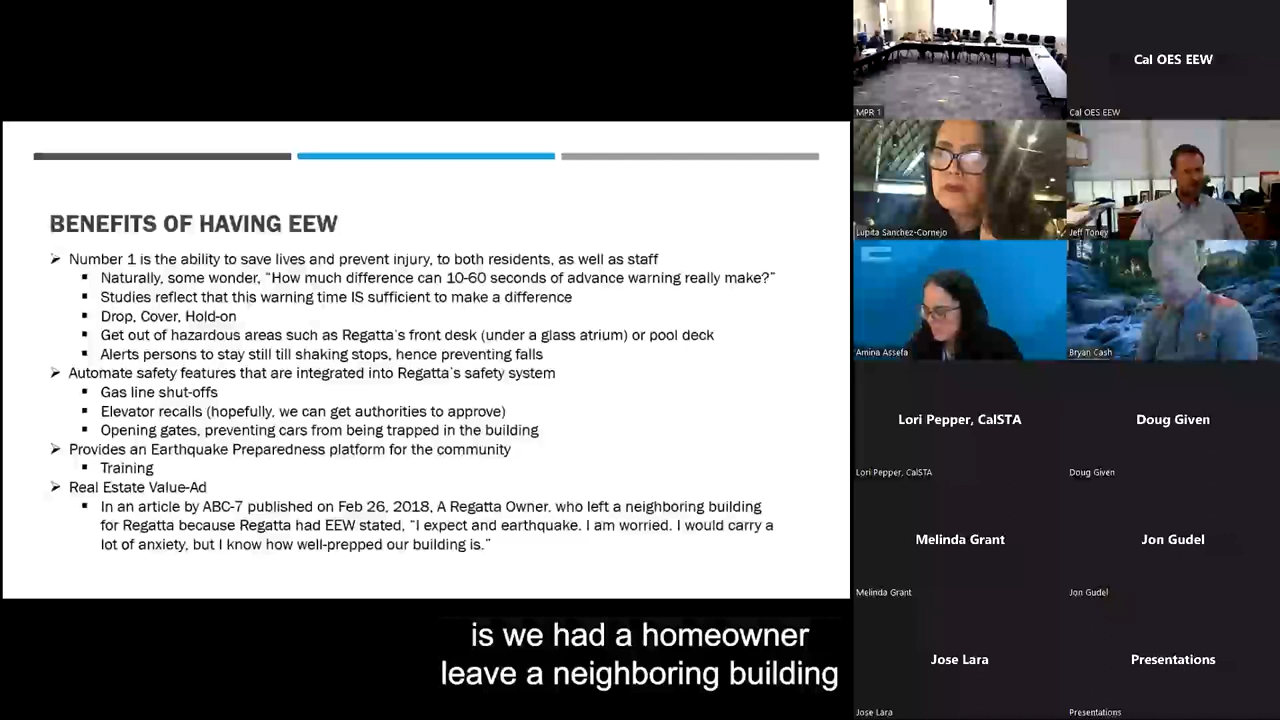 BENEFITS OF HAVING EEW
Number 1 is the ability to save lives and prevent injury, to both residents, as well as staff
Naturally, some wonder, “How much difference can 10-60 seconds of advance warning really make?”
Studies reflect that this warning time IS sufficient to make a difference
Drop, Cover, Hold-on
Get out of hazardous areas such as Regatta’s front desk (under a glass atrium) or pool deck
Alerts persons to stay still till shaking stops, hence preventing falls
Automate safety features that are integrated into Regatta’s safety system
Gas line shut-offs
Elevator recalls (hopefully, we can get authorities to approve)
Opening gates, preventing cars from being trapped in the building
Provides an Earthquake Preparedness platform for the community
Training
Real Estate Value-Ad
In an article by ABC-7 published on Feb 26, 2018, A Regatta Owner. who left a neighboring building
for Regatta because Regatta had EEW stated, “I expect and earthquake. I am worried. I would carry a
lot of anxiety, but I know how well-prepped our building is.”
is we had a homeowner
leave a neighboring building
MPR 1
Cal OES EEW
Cal OES EEW
Lupita Sanchez-Cornejo
Jeff Toney
Amina Assefa
Bryan Cash
Lori Pepper, CalSTA
Lori Pepper, CalSTA
Doug Given
Doug Given
Melinda Grant
Melinda Grant
Jon Gudel
Jon Gudel
Jose Lara
Jose Lara
Presentations
Presentations